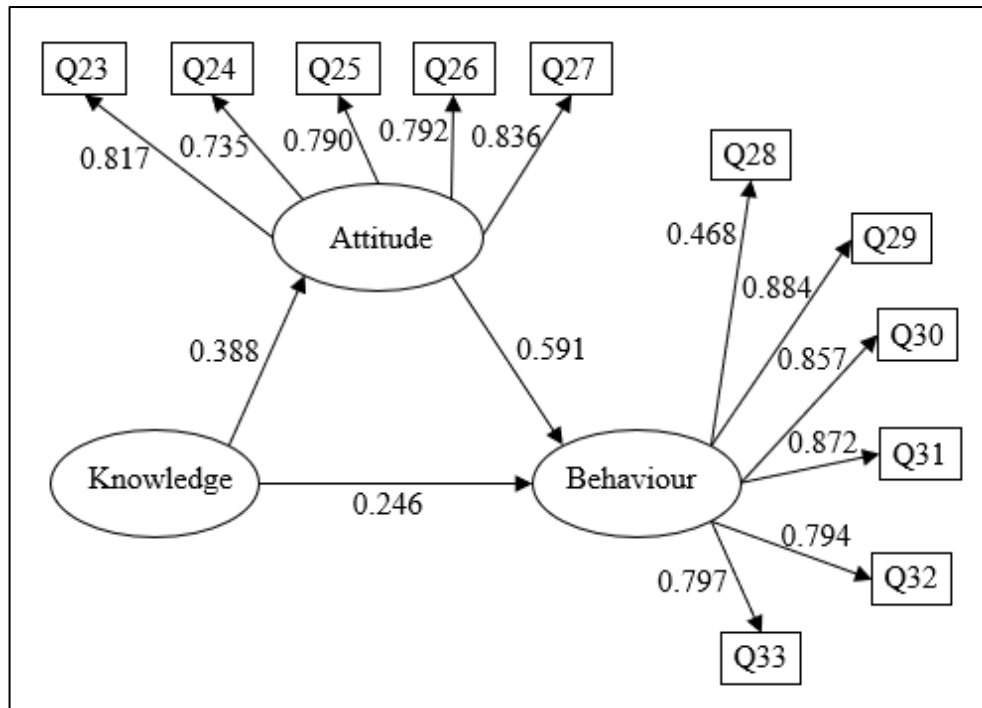 Q23
Q24
Q25
Q26
Q27
0.817
0.735
0.790
0.792
0.836
Q28
Attitude
0.468
Q29
0.884
Q30
0.388
0.591
0.857
Q31
0.872
Knowledge
0.246
Behaviour
0.794
Q32
0.797
Q33